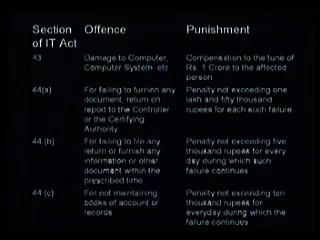 Section Offence Punishment
of IT Act
43 Damage to Computer, Compensation to the tune of
Computer System etc Rs. 1 Crore to the affected
person
44(a) For failing to furnish any Penalty not exceeding one
document, return on lakh and fifty thousand
report to the Controller rupees for each such failure
or the Certifying
Authority
44 (b) For failing to file any Penalty not exceeding five
return or furnish any thousand rupees for every
information or other day during which such
document within the failure continues
prescribed time
44 (c) For not maintaining Penalty not exceeding ten
books of account or thousand rupees for
records everyday during which the
failure continues